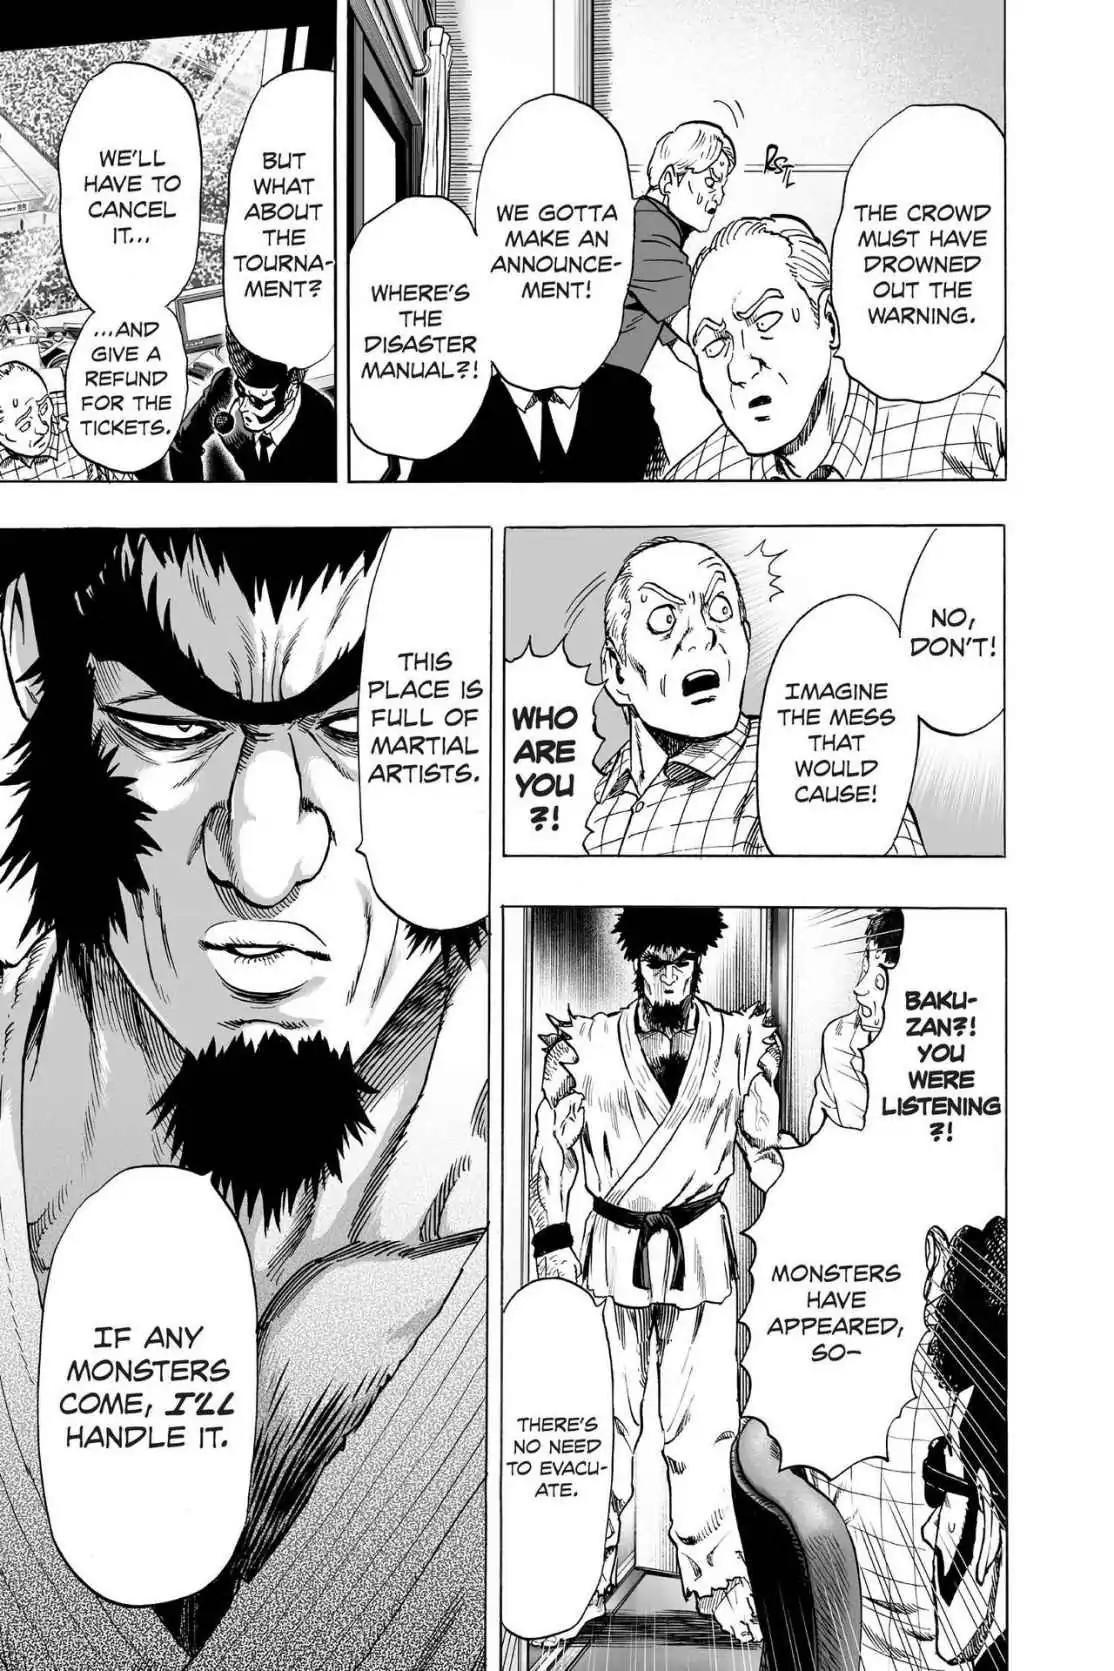 THE CROWD
MUST HAVE
DROWNED
OUT THE
WARNING.
RSTL
WE GOTTA
MAKE AN
ANNOUNCE-
MENT!
WHERE'S
THE
DISASTER
MANUAL?!
BUT
WHAT
ABOUT
THE
TOURNA-
MENT?
WE'LL
HAVE TO
CANCEL
IT...
...AND
GIVE A
REFUND
FOR THE
TICKETS.
NO,
DON'T!
IMAGINE
THE MESS
THAT
WOULD
CAUSE!
WHO
ARE
YOU
?!
BAKU-
ZAN?!
YOU
WERE
LISTENING
?!
MONSTERS
HAVE
APPEARED,
SO-
THERE'S
NO NEED
TO EVACU-
ATE.
THIS
PLACE IS
FULL OF
MARTIAL
ARTISTS.
IF ANY
MONSTERS
COME, I'LL
HANDLE IT.